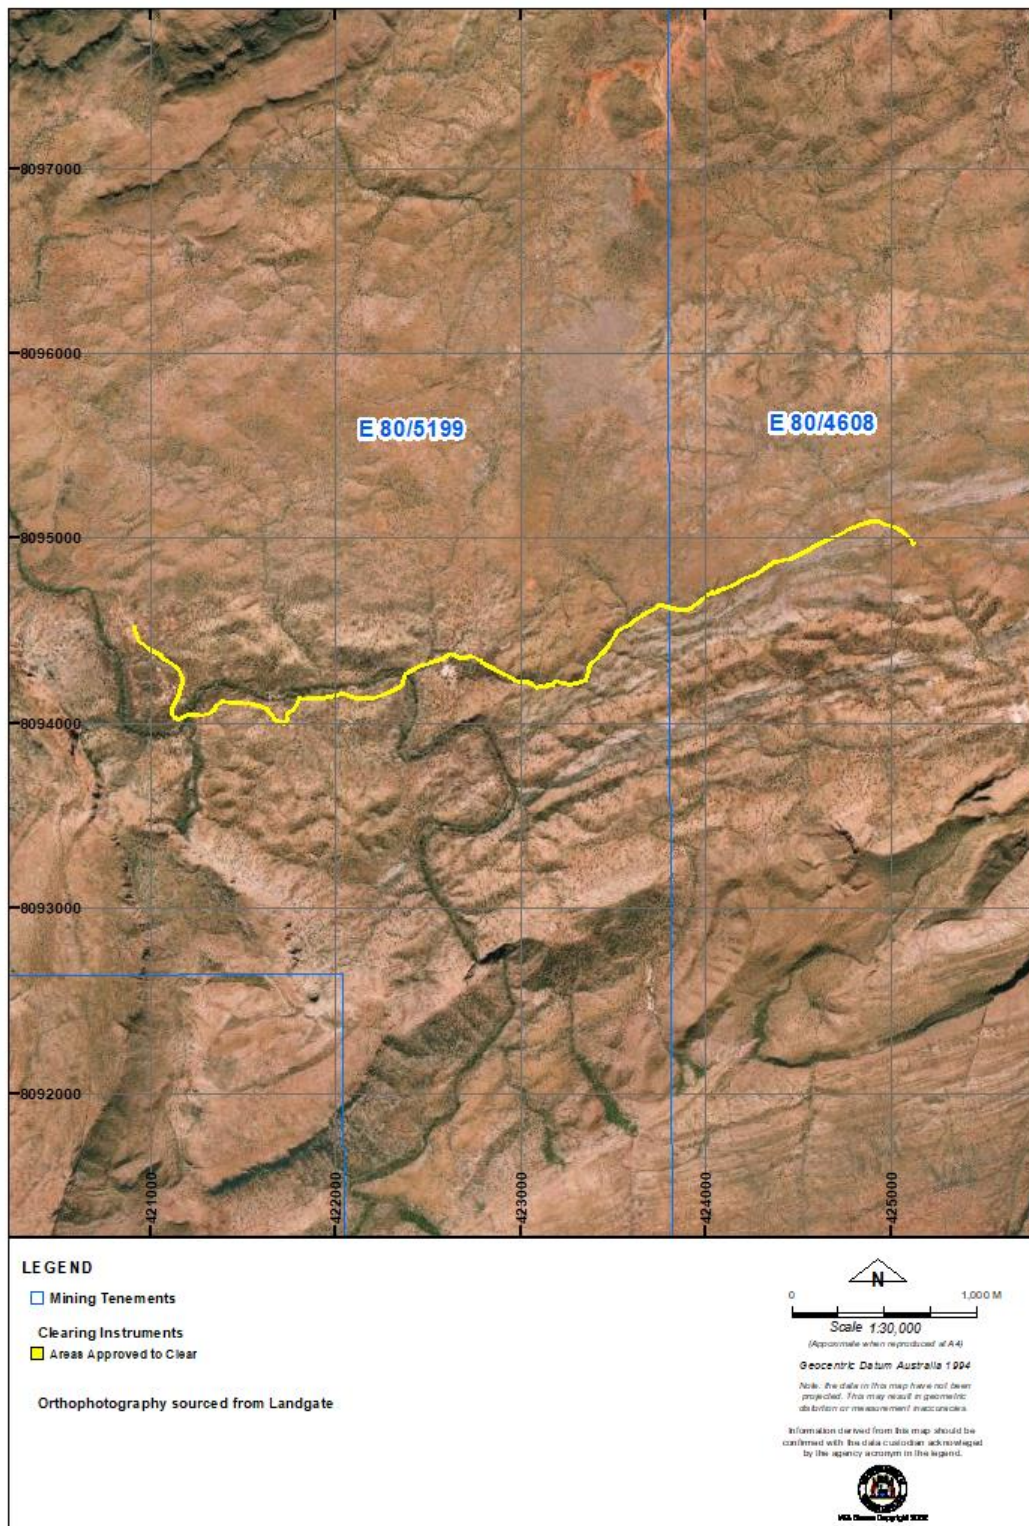 8097000
8096000
E 80/5199
E 80/4608
8095000
8094000
8093000
8092000
421000
422000
423000
424000
425000
LEGEND
Mining Tenements
Clearing Instruments
Areas Approved to Clear
Orthophotography sourced from Landgate
N
0 1,000 M
Scale 1:30,000
(Approximate when reproduced at A4)
Geocentric Datum Australia 1994
Note: the data in this map have not been
projected. This may result in geometric
distortion or measurement inaccuracies.
Information derived from this map should be
confirmed with the data custodian acknowleged
by the agency acronym in the legend.